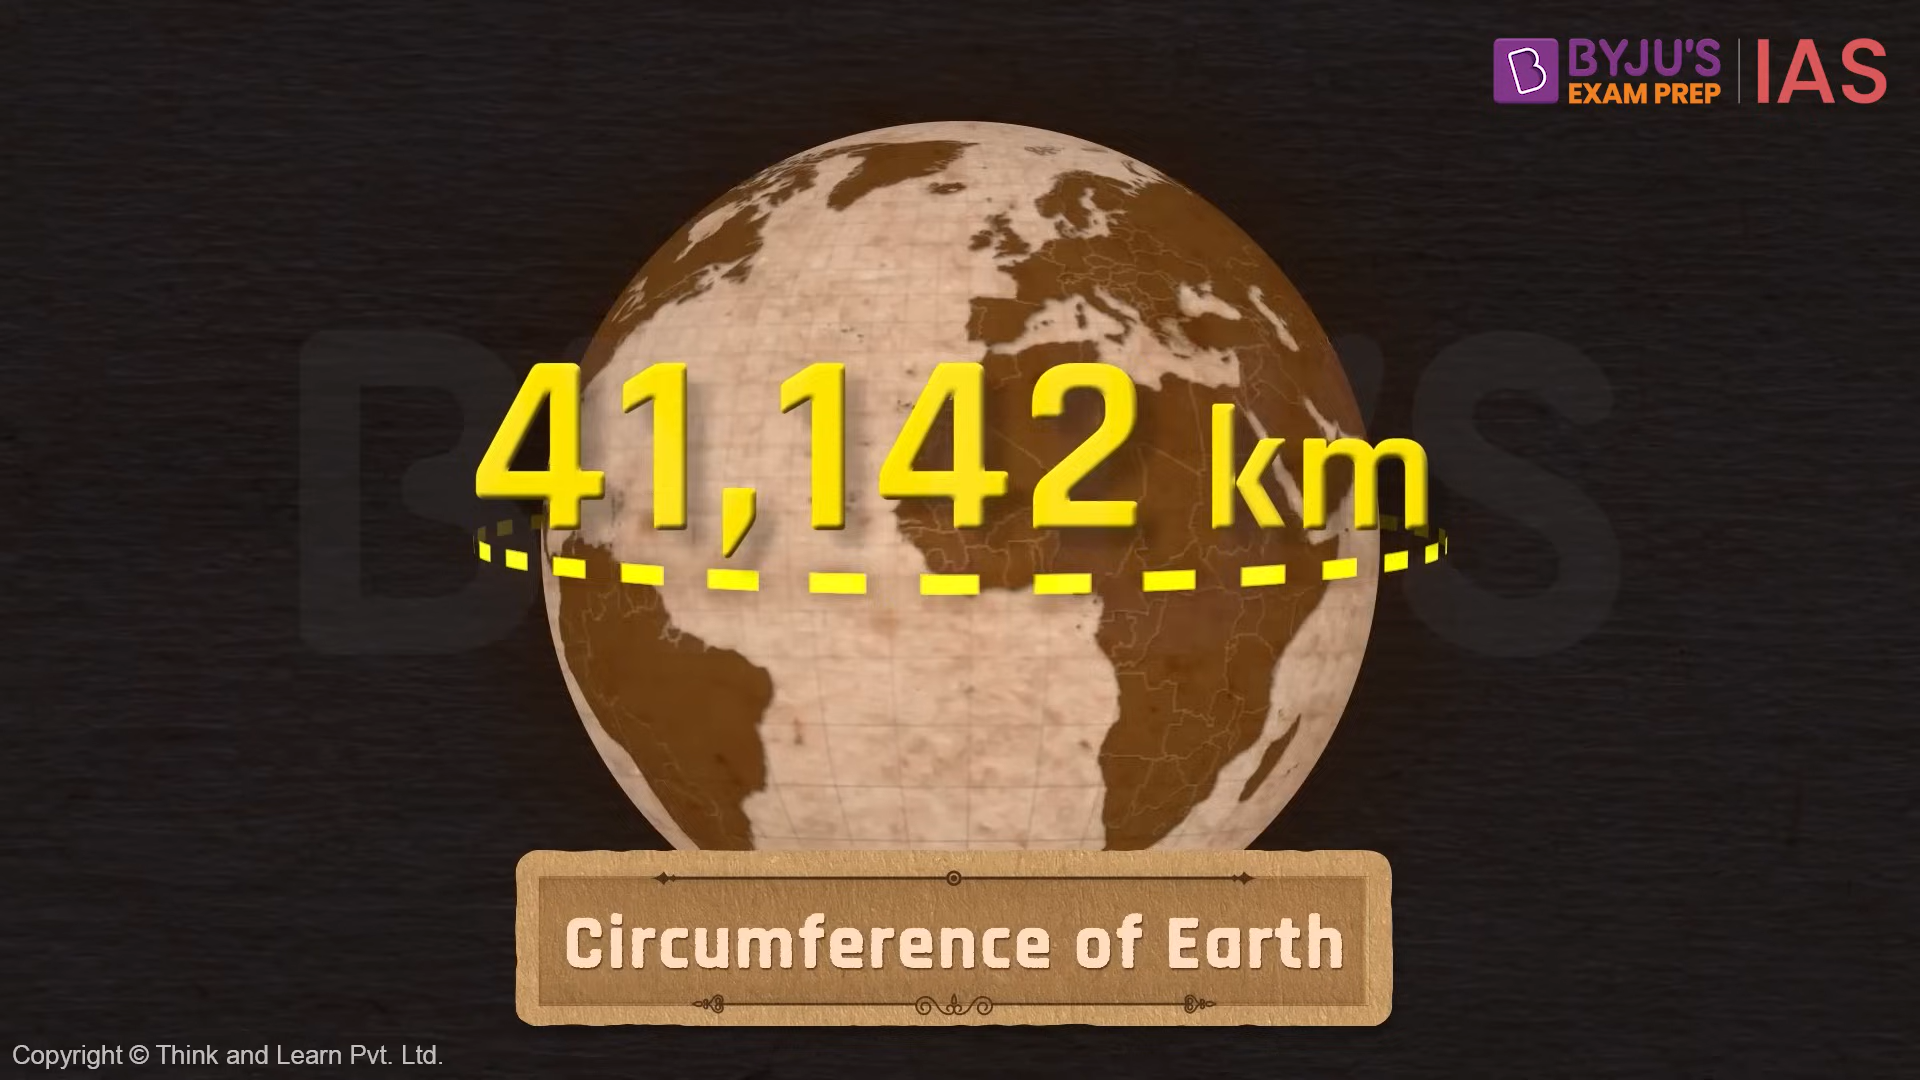 BYJU'S
EXAM PREP
IAS
41,142 km
Circumference of Earth
Copyright © Think and Learn Pvt. Ltd.